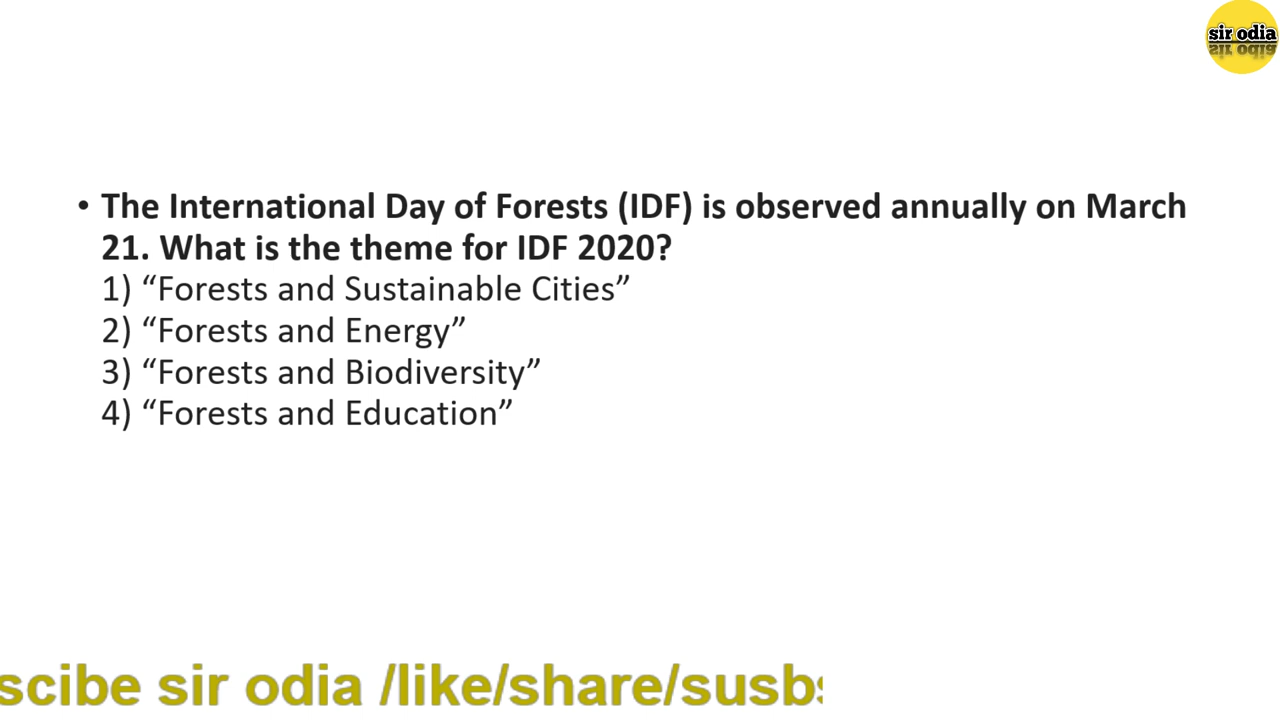 sir odia
• The International Day of Forests (IDF) is observed annually on March
21. What is the theme for IDF 2020?
1) “Forests and Sustainable Cities”
2) “Forests and Energy”
3) “Forests and Biodiversity”
4) “Forests and Education”
scibe sir odia /like/share/susbs